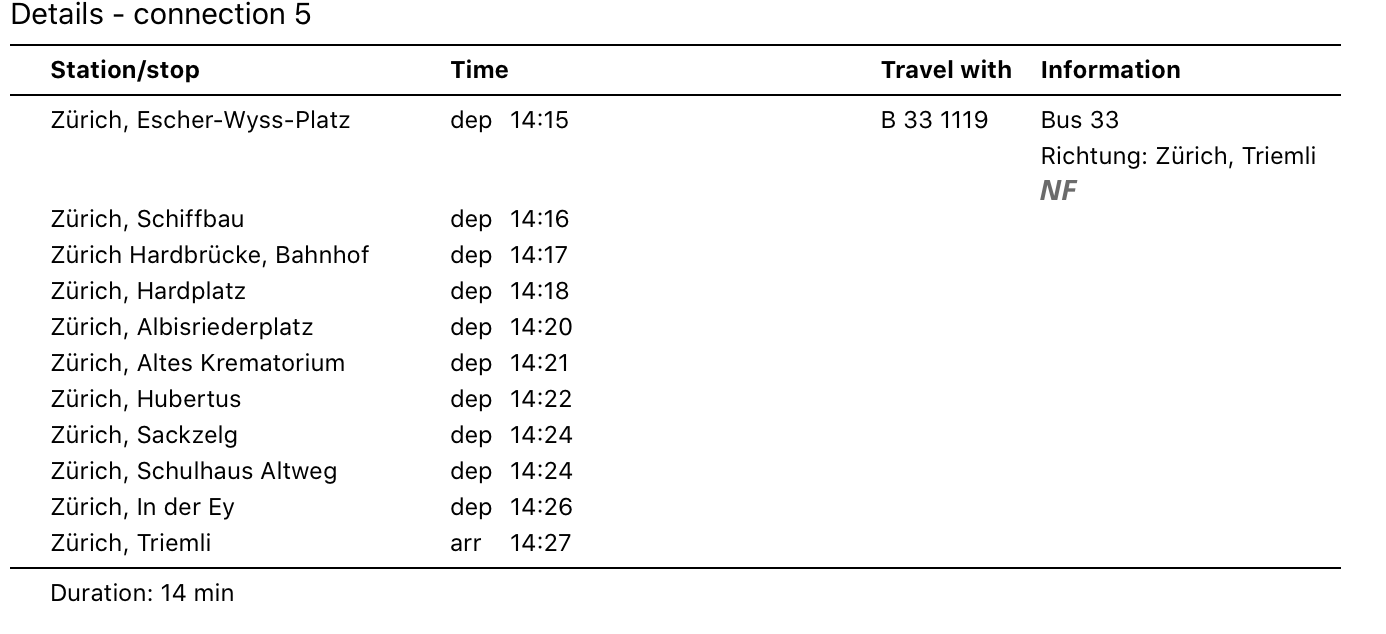 Details - connection 5
Station/stop Time Travel with Information
Zürich, Escher-Wyss-Platz dep 14:15 B 33 1119 Bus 33
Richtung: Zürich, Triemli
NF
Zürich, Schiffbau dep 14:16
Zürich Hardbrücke, Bahnhof dep 14:17
Zürich, Hardplatz dep 14:18
Zürich, Albisriederplatz dep 14:20
Zürich, Altes Krematorium dep 14:21
Zürich, Hubertus dep 14:22
Zürich, Sackzelg dep 14:24
Zürich, Schulhaus Altweg dep 14:24
Zürich, In der Ey dep 14:26
Zürich, Triemli arr 14:27
Duration: 14 min